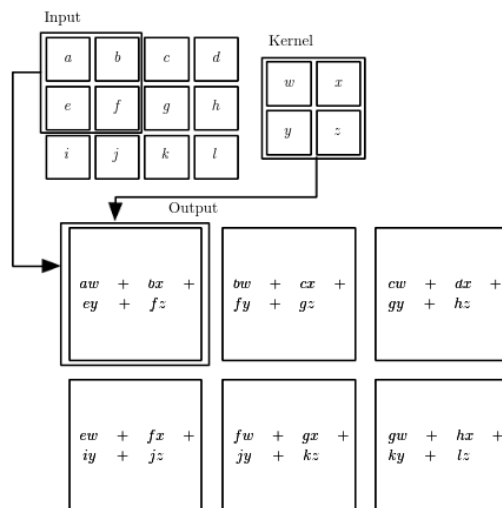 Input
a b c d
Kernel
w x
e f g h
y z
i j k l
Output
aw + bx +
ey + fz
bw + cx +
fy + gz
cw + dx +
gy + hz
ew + fx +
iy + jz
fw + gx +
jy + kz
gw + hx +
ky + lz